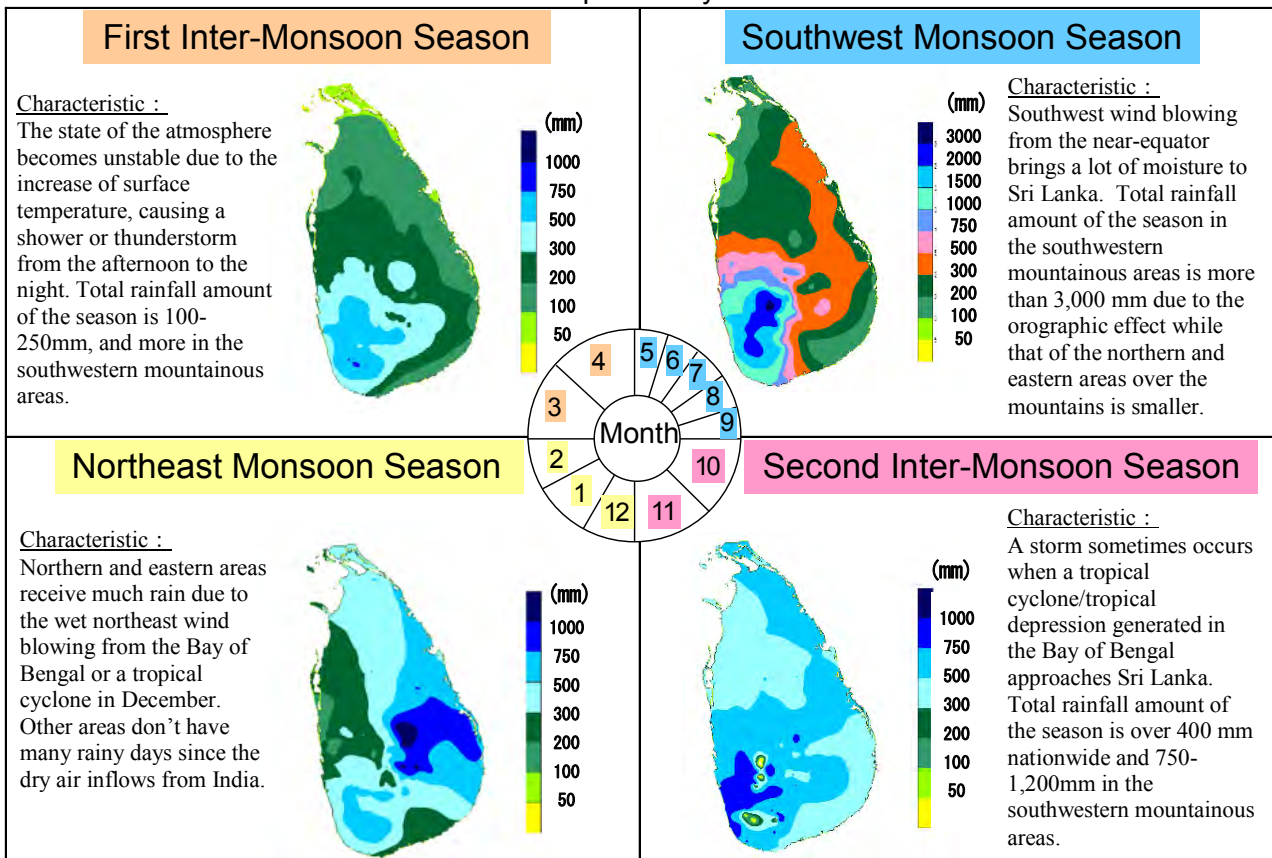 First Inter-Monsoon Season
Characteristic :
The state of the atmosphere
becomes unstable due to the
increase of surface
temperature, causing a
shower or thunderstorm
from the afternoon to the
night. Total rainfall amount
of the season is 100-
250mm, and more in the
southwestern mountainous
areas.
(mm)
1000
750
500
300
200
100
50
Southwest Monsoon Season
(mm)
3000
2000
1500
1000
750
500
300
200
100
50
Characteristic :
Southwest wind blowing
from the near-equator
brings a lot of moisture to
Sri Lanka. Total rainfall
amount of the season in
the southwestern
mountainous areas is more
than 3,000 mm due to the
orographic effect while
that of the northern and
eastern areas over the
mountains is smaller.
Month
4
5
6
7
8
9
3
2
1
12
11
10
Northeast Monsoon Season
Characteristic :
Northern and eastern areas
receive much rain due to
the wet northeast wind
blowing from the Bay of
Bengal or a tropical
cyclone in December.
Other areas don't have
many rainy days since the
dry air inflows from India.
(mm)
1000
750
500
300
200
100
50
Second Inter-Monsoon Season
(mm)
1000
750
500
300
200
100
50
Characteristic :
A storm sometimes occurs
when a tropical
cyclone/tropical
depression generated in
the Bay of Bengal
approaches Sri Lanka.
Total rainfall amount of
the season is over 400 mm
nationwide and 750-
1,200mm in the
southwestern mountainous
areas.